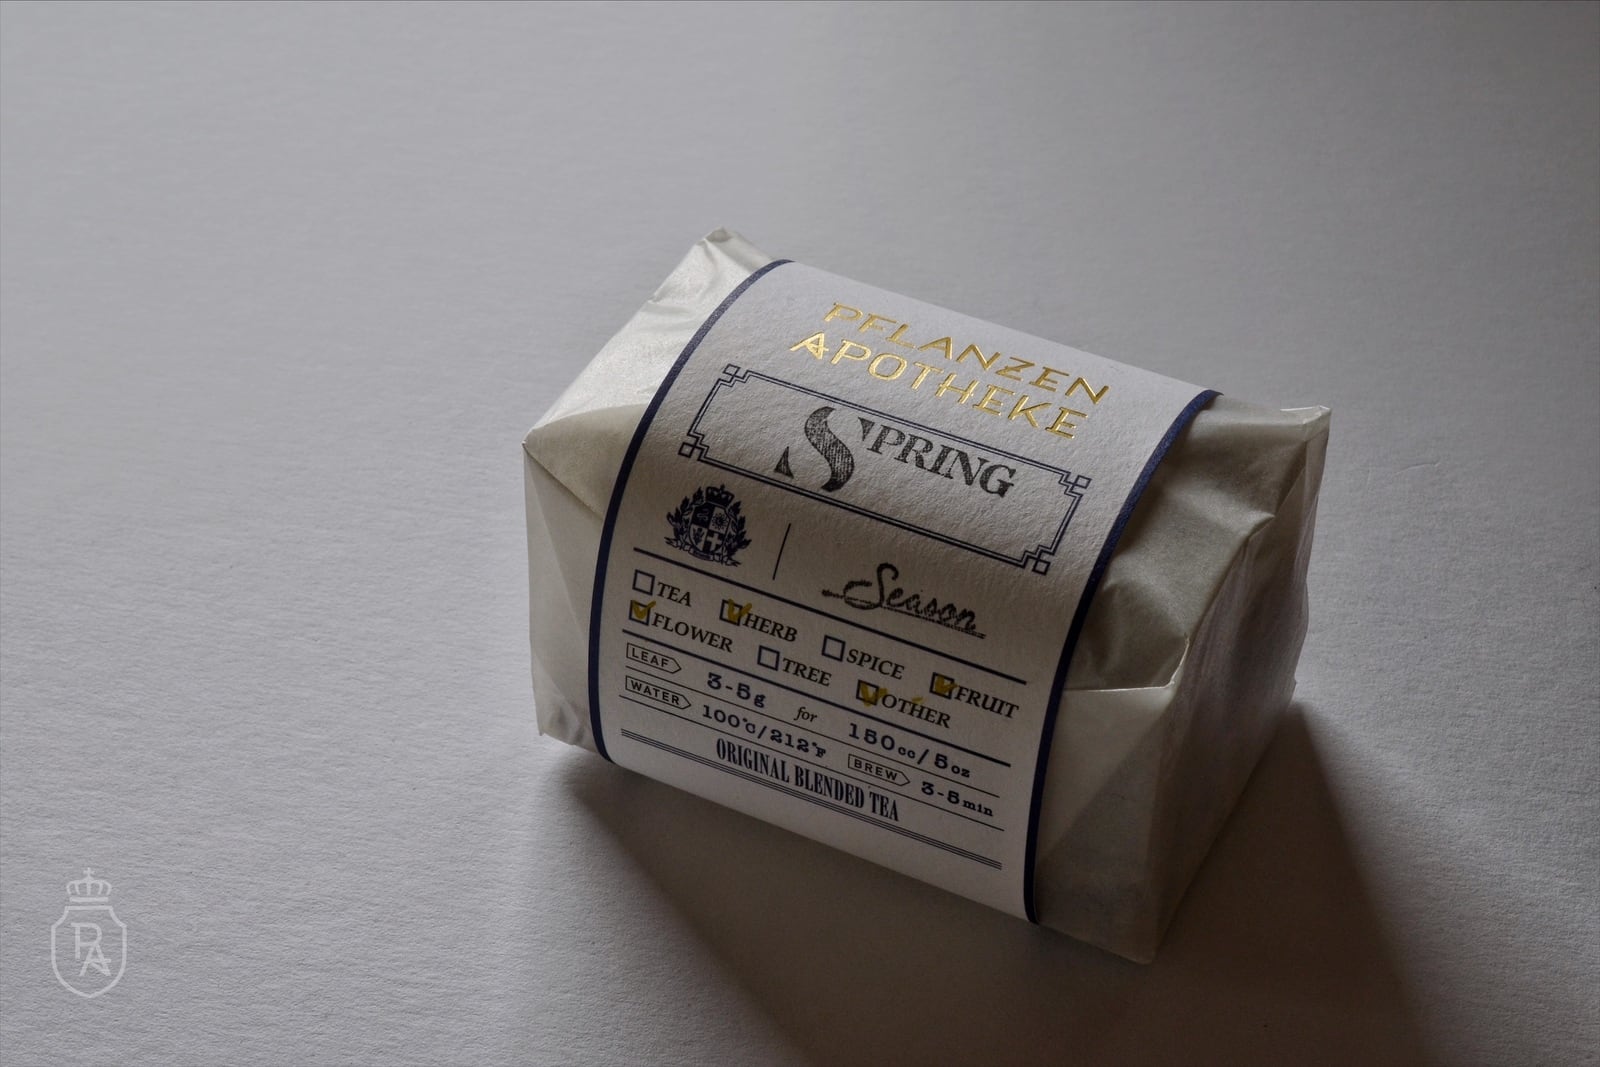 PFLANZEN
APOTHEKE
SPRING
Season
TEA HERB SPICE FRUIT
FLOWER TREE OTHER
LEAF 3-5g for 150cc/5oz
WATER 100°C/212°F BREW 3-5min
ORIGINAL BLENDED TEA
PA